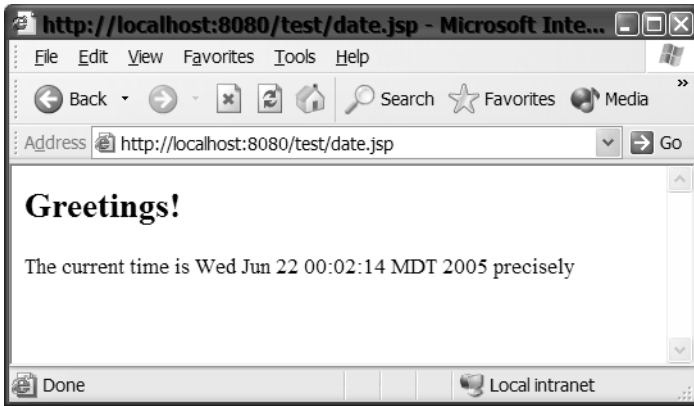 http://localhost:8080/test/date.jsp - Microsoft Inte...
File Edit View Favorites Tools Help
Back Search Favorites Media »
Address http://localhost:8080/test/date.jsp Go
Greetings!
The current time is Wed Jun 22 00:02:14 MDT 2005 precisely
Done Local intranet